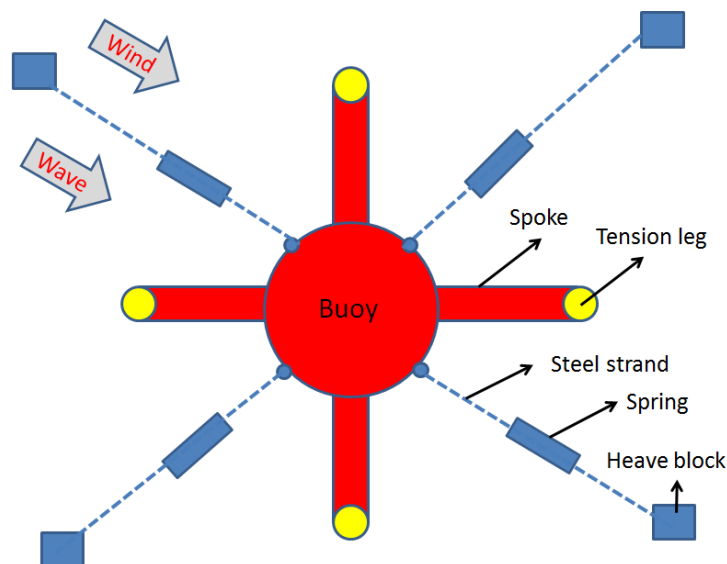 Wind
Wave
Spoke
Tension leg
Buoy
Steel strand
Spring
Heave block